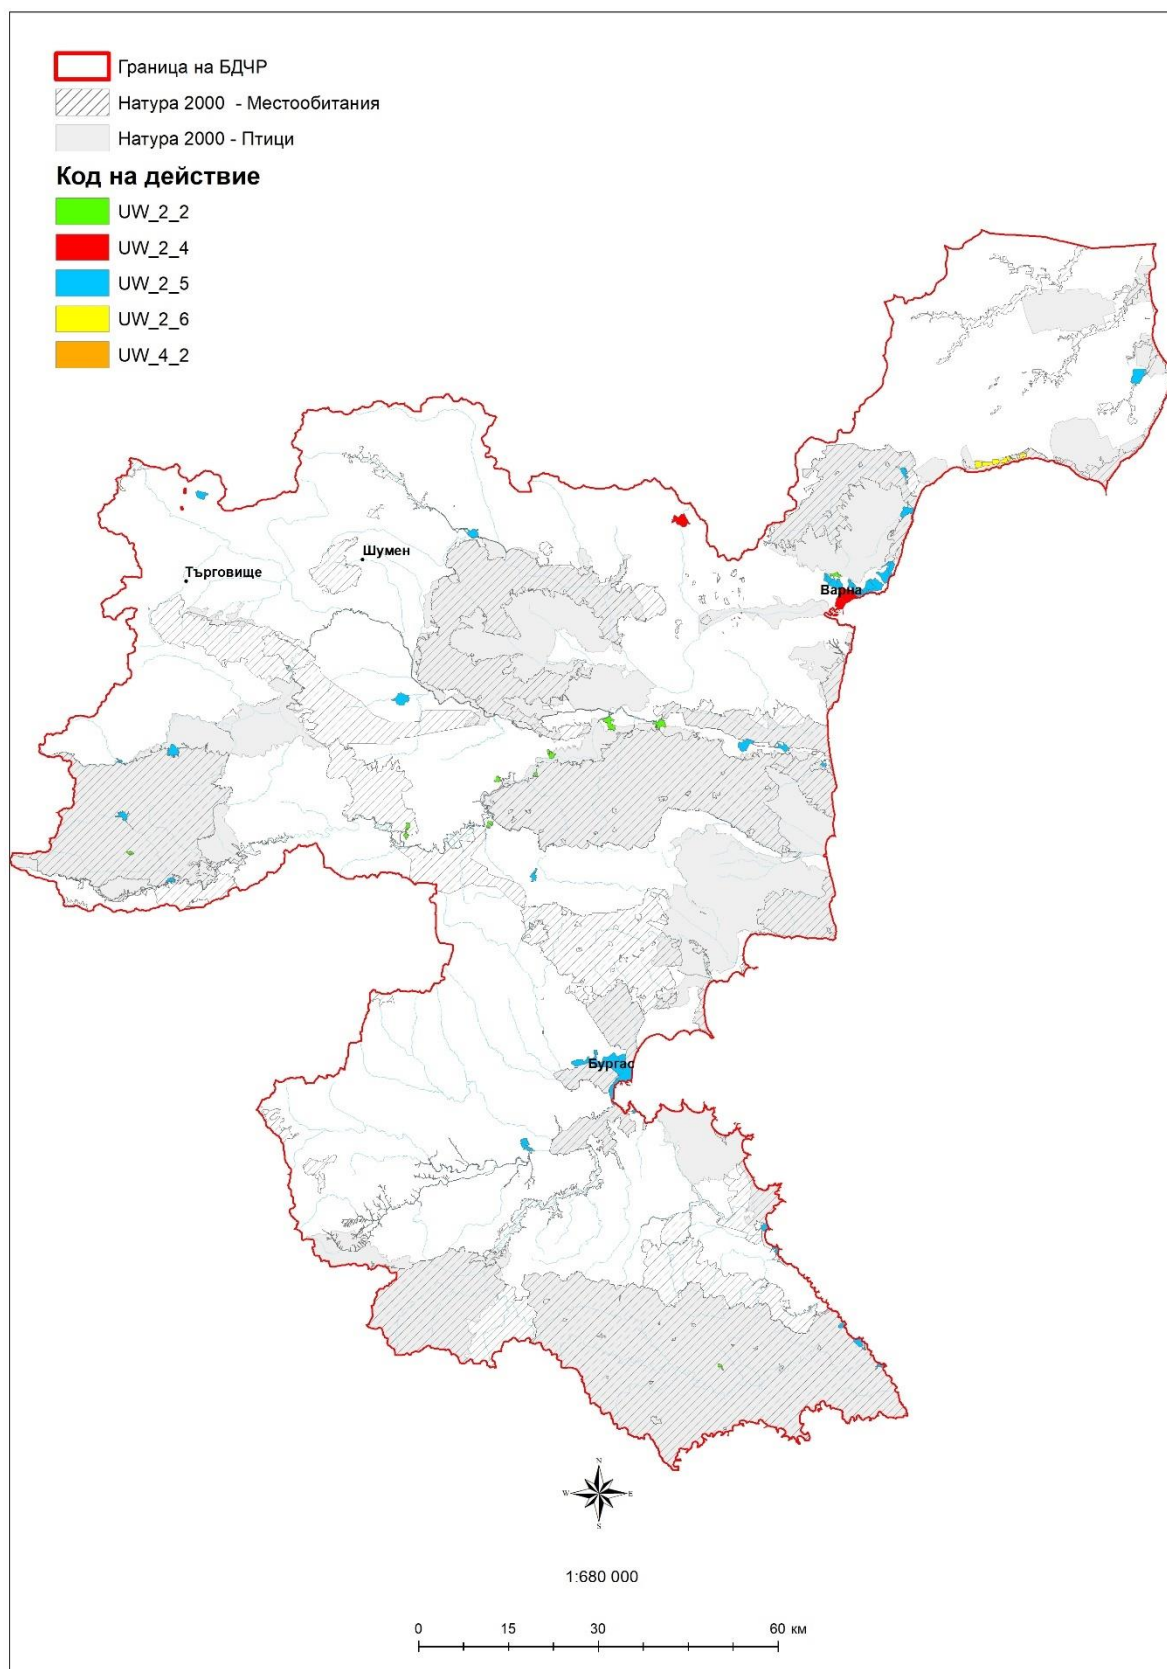 Граница на БДЧР
Натура 2000 - Местообитания
Натура 2000 - Птици
Код на действие
UW_2_2
UW_2_4
UW_2_5
UW_2_6
UW_4_2
Шумен
Търговище
Варна
Бургас
N
W E
S
1:680 000
0 15 30 60 км